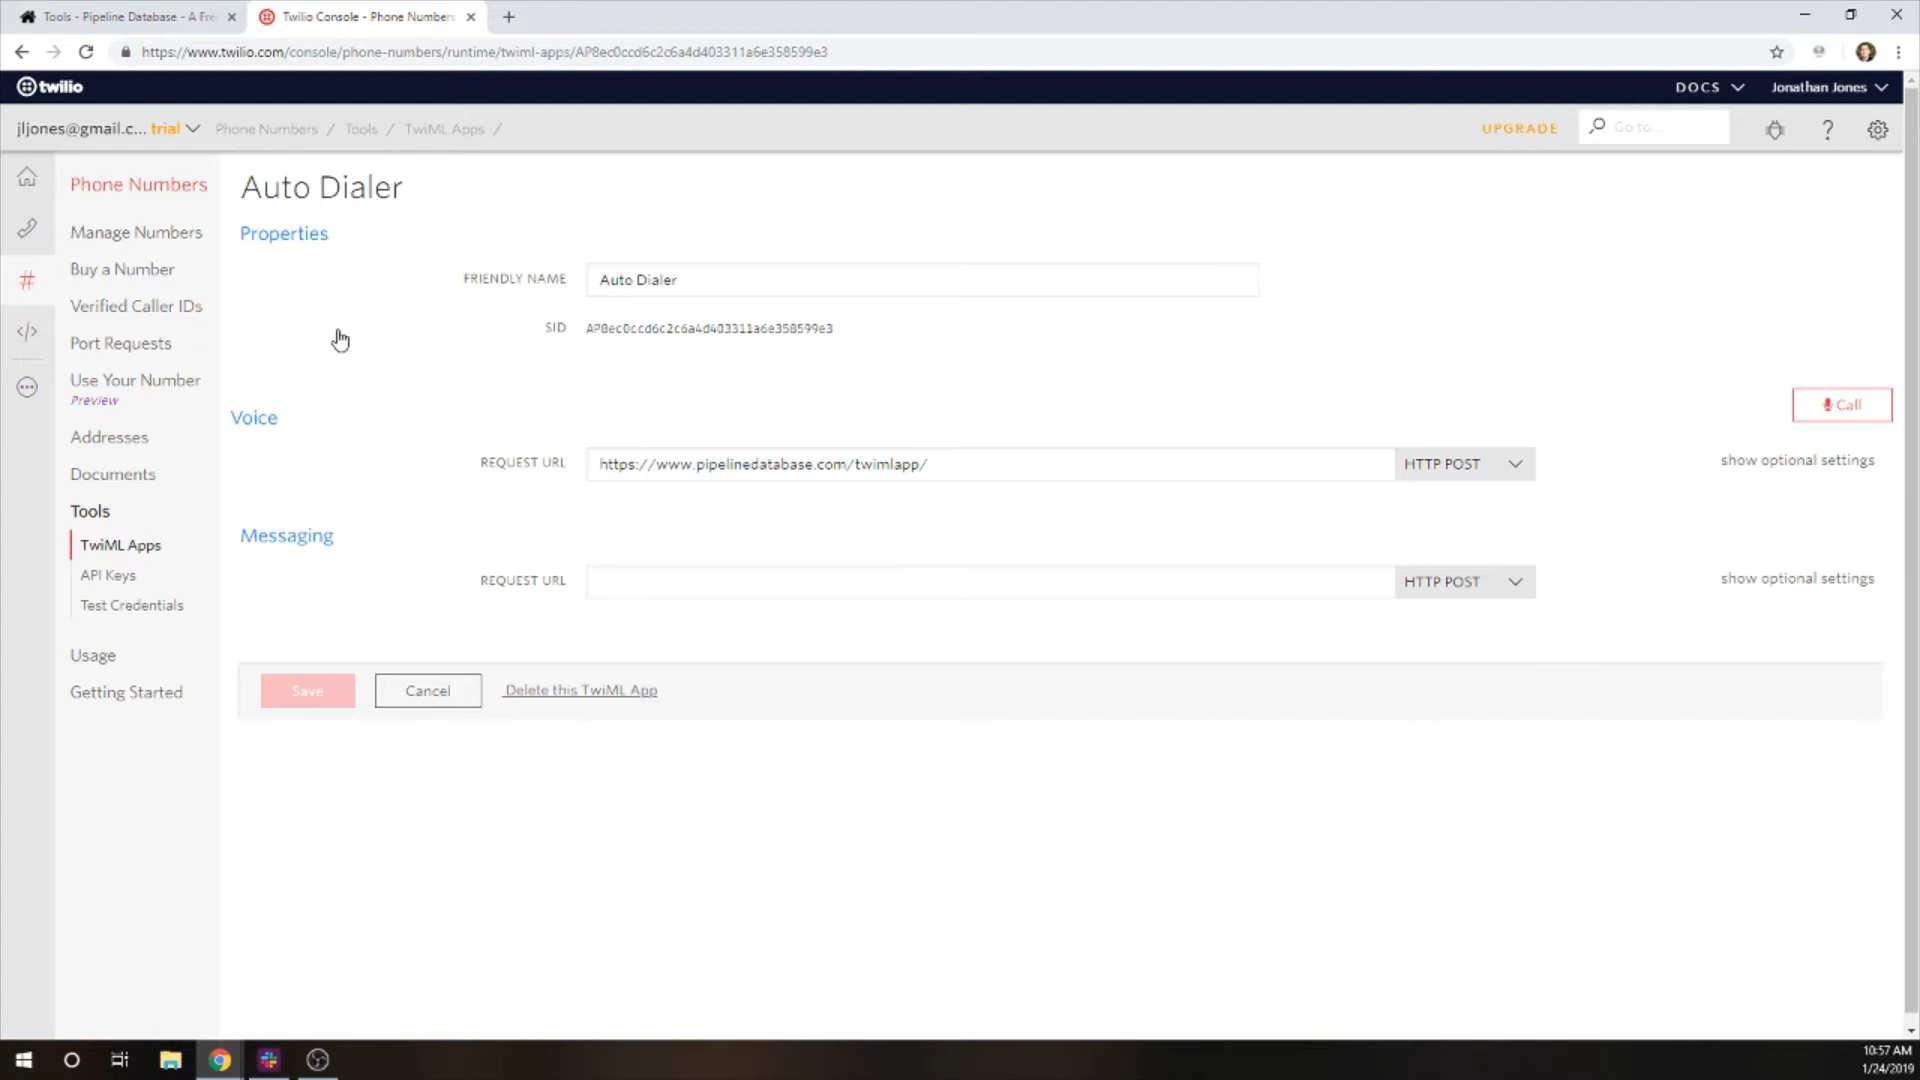 Tools - Pipeline Database - A Fre
Twilio Console - Phone Numbers
https://www.twilio.com/console/phone-numbers/runtime/twiml-apps/AP8ec0ccd6c2c6a4d403311a6e358599e3
twilio
DOCS
Jonathan Jones
jljones@gmail.c... trial
Phone Numbers / Tools / TwiML Apps /
UPGRADE
Go to...
Phone Numbers
Manage Numbers
Buy a Number
Verified Caller IDs
Port Requests
Use Your Number
Preview
Addresses
Documents
Tools
TwiML Apps
API Keys
Test Credentials
Usage
Getting Started
Auto Dialer
Properties
FRIENDLY NAME
Auto Dialer
SID
AP8ec0ccd6c2c6a4d403311a6e358599e3
Voice
Call
REQUEST URL
https://www.pipelinedatabase.com/twimlapp/
HTTP POST
show optional settings
Messaging
REQUEST URL
HTTP POST
show optional settings
Save
Cancel
Delete this TwiML App
10:57 AM
1/24/2019